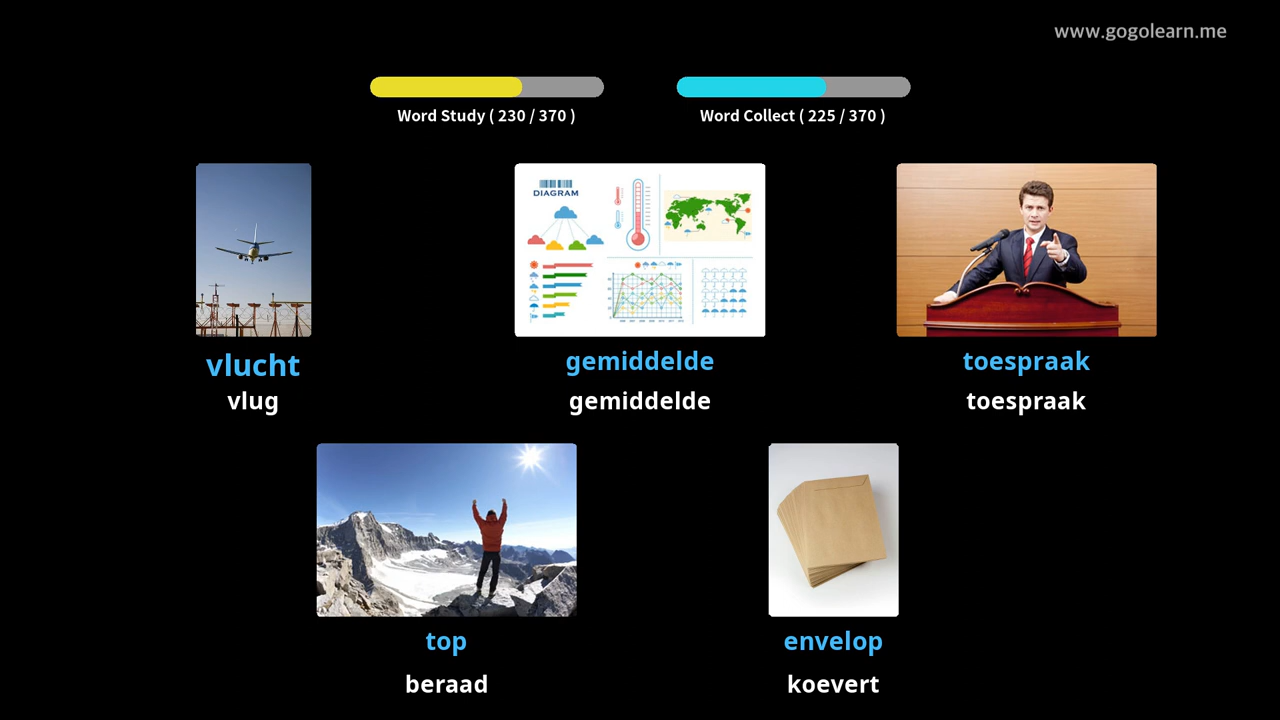 www.gogolearn.me
Word Study ( 230 / 370 )
Word Collect ( 225 / 370 )
DIAGRAM
vlucht
vlug
gemiddelde
gemiddelde
toespraak
toespraak
top
beraad
envelop
koevert